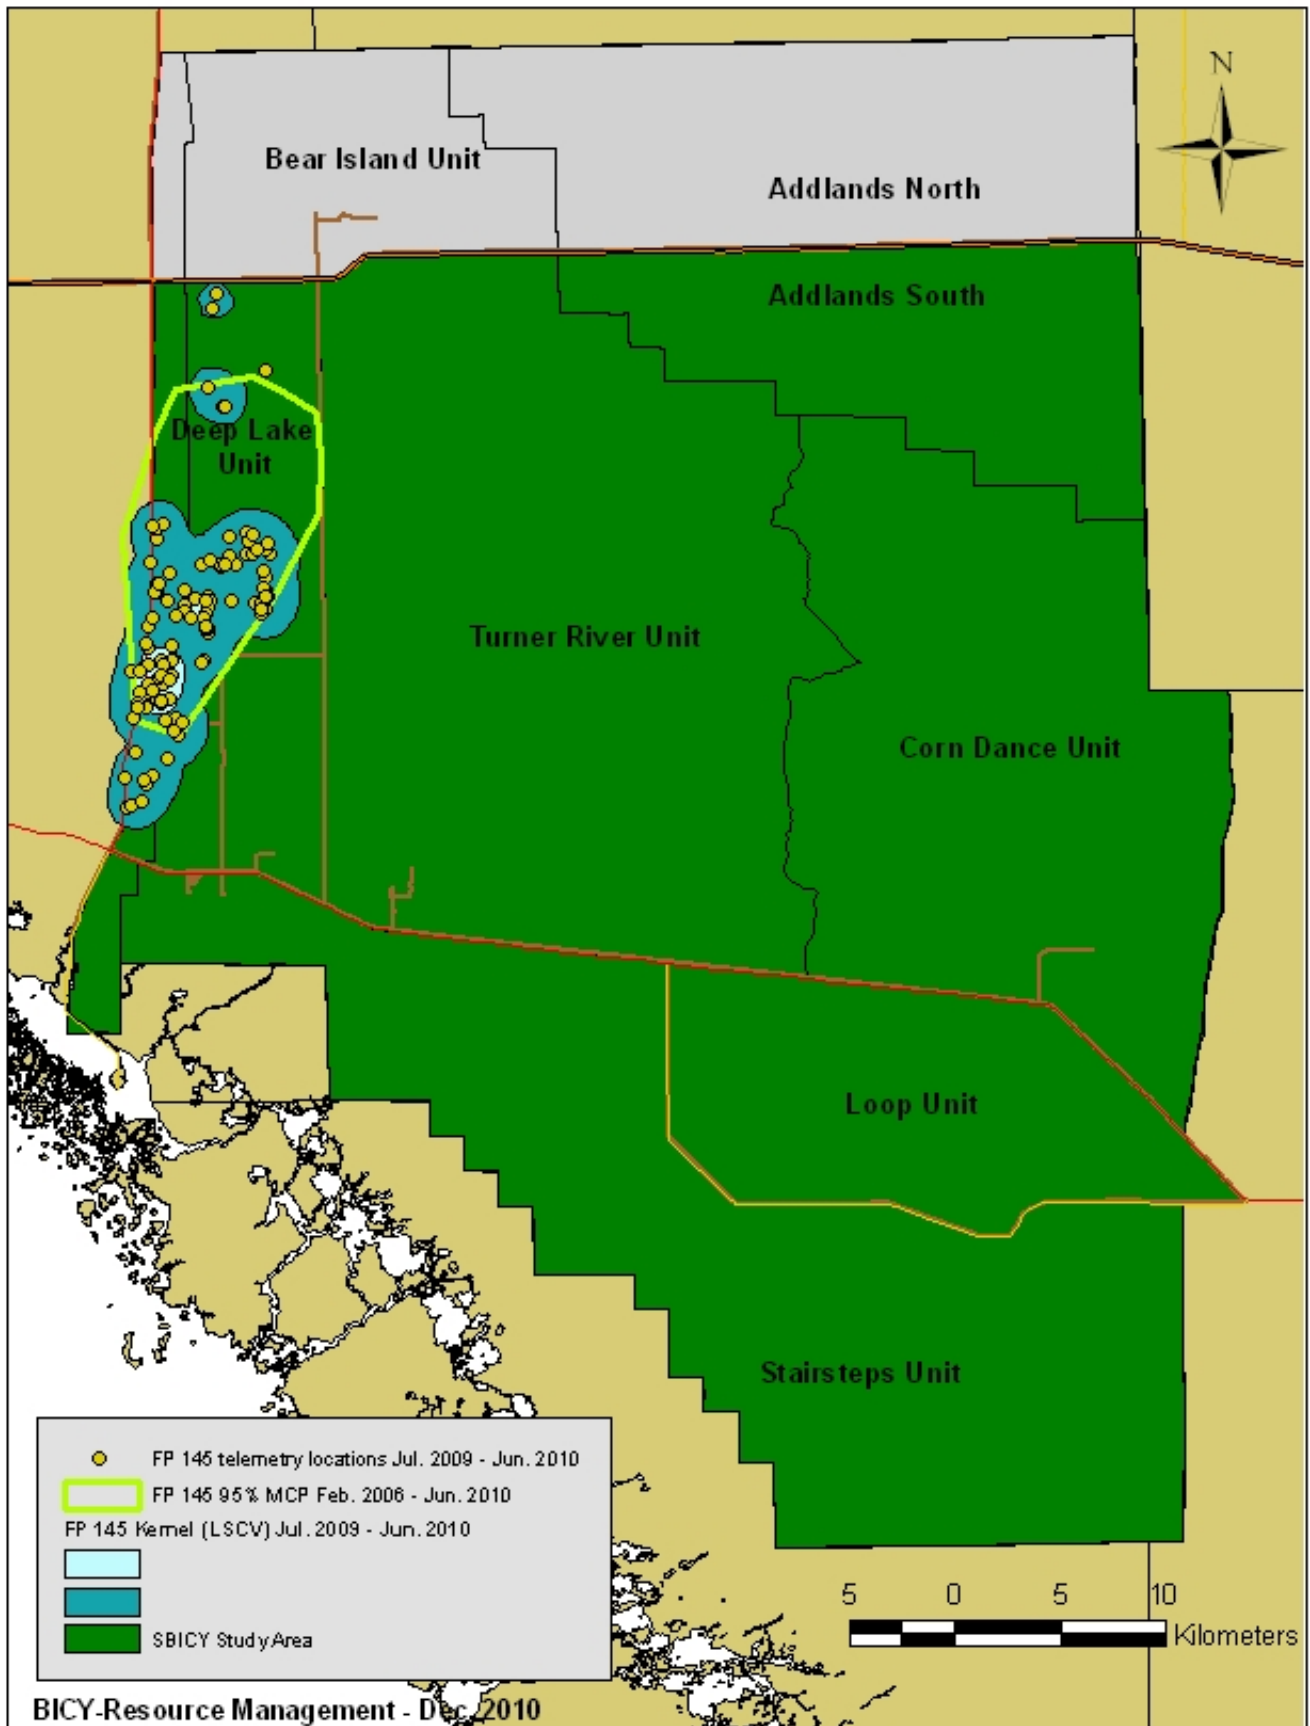 N
Bear Island Unit
Addlands North
Addlands South
Deep Lake
Unit
Turner River Unit
Corn Dance Unit
Loop Unit
Stairsteps Unit
FP 145 telemetry locations Jul. 2009 - Jun. 2010
FP 145 95% MCP Feb. 2006 - Jun. 2010
FP 145 Kernel (LSCV) Jul. 2009 - Jun. 2010
SBICY Study Area
5 0 5 10
Kilometers
BICY-Resource Management - Dec. 2010